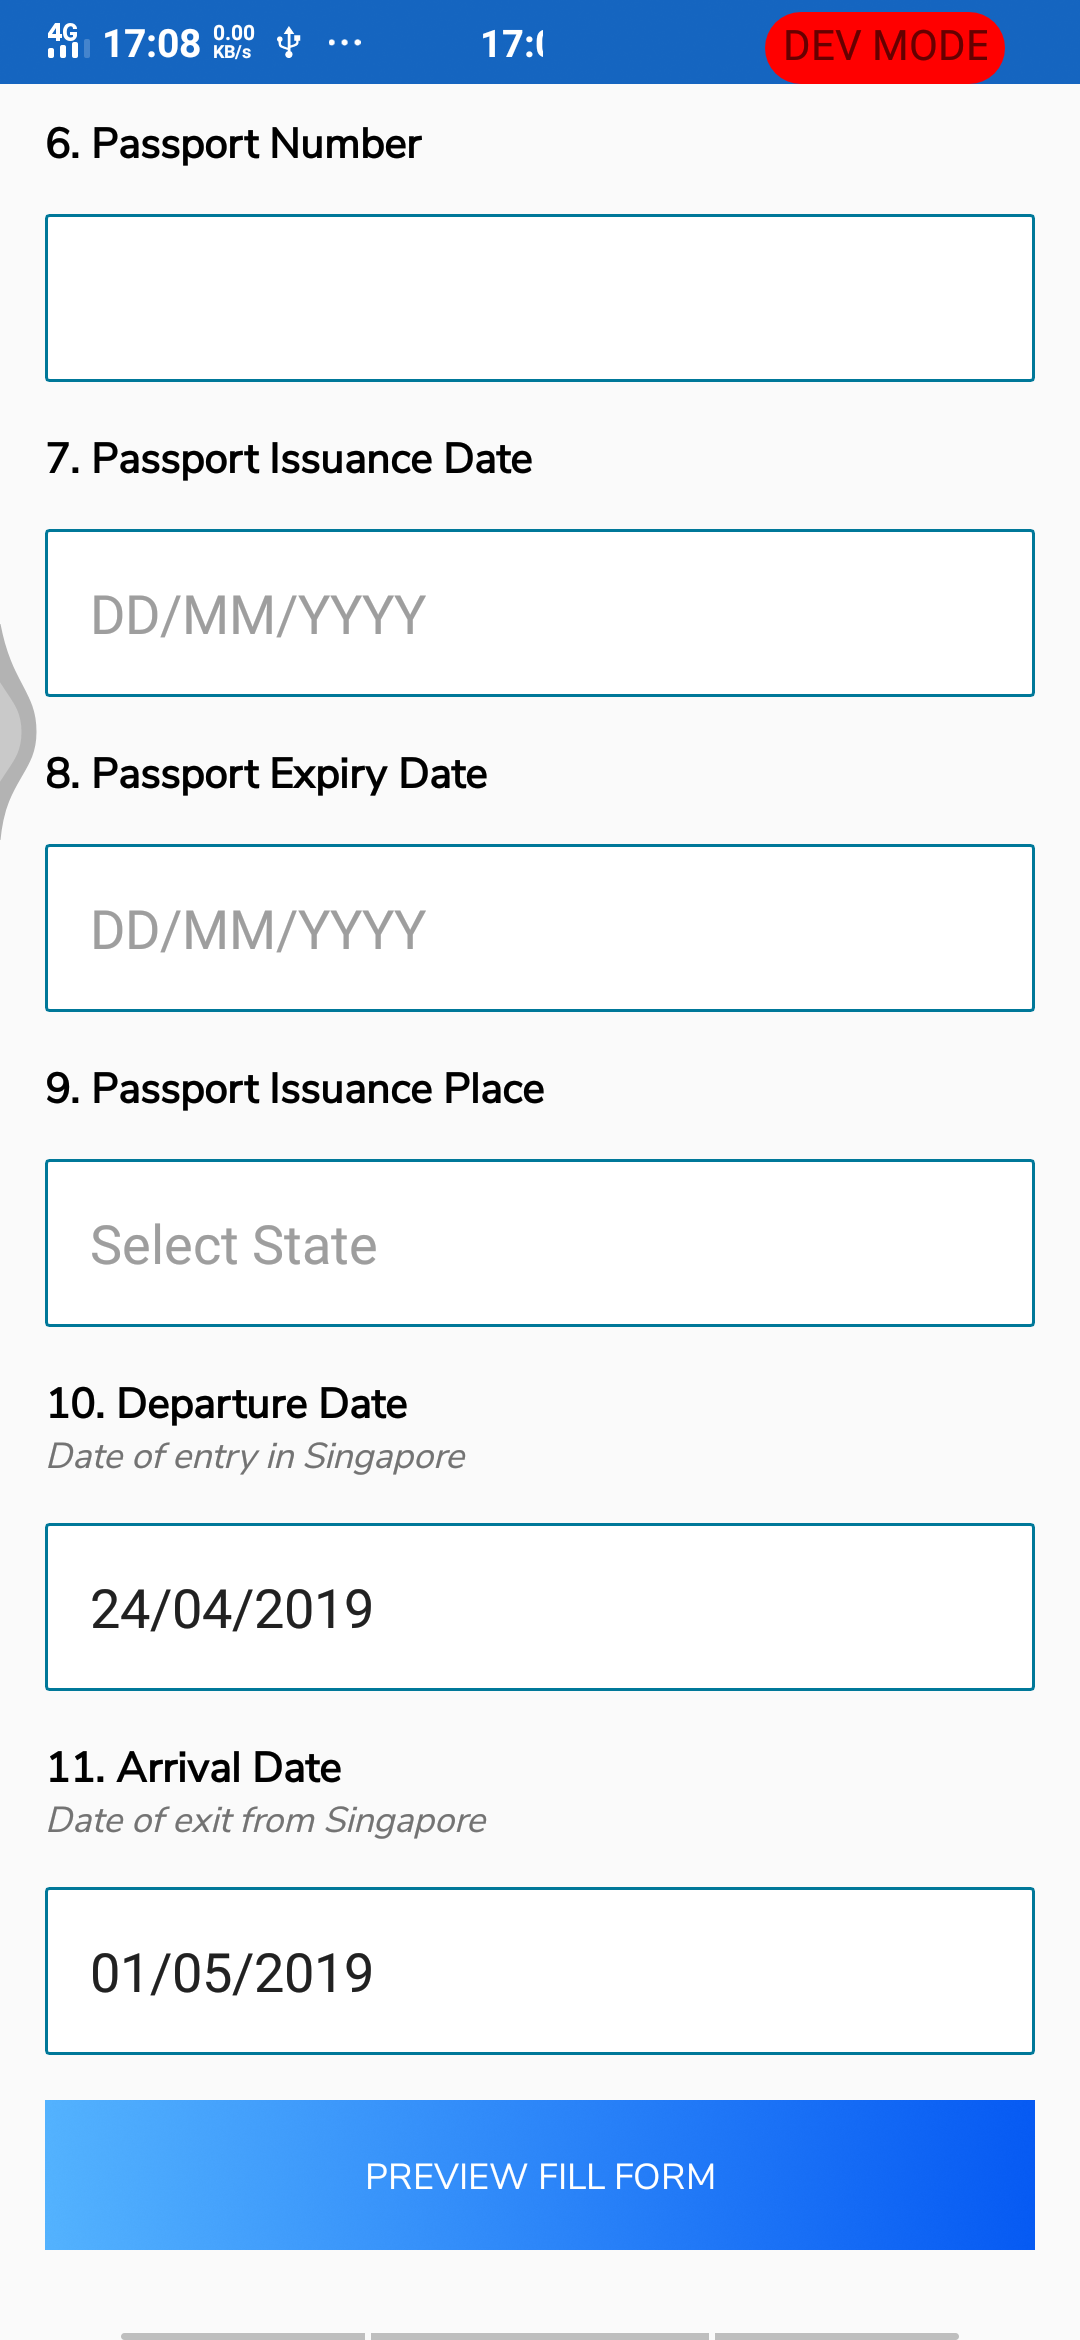 4G 17:08 0.00 KB/s ... 17:0 DEV MODE
6. Passport Number
7. Passport Issuance Date
DD/MM/YYYY
8. Passport Expiry Date
DD/MM/YYYY
9. Passport Issuance Place
Select State
10. Departure Date
Date of entry in Singapore
24/04/2019
11. Arrival Date
Date of exit from Singapore
01/05/2019
PREVIEW FILL FORM